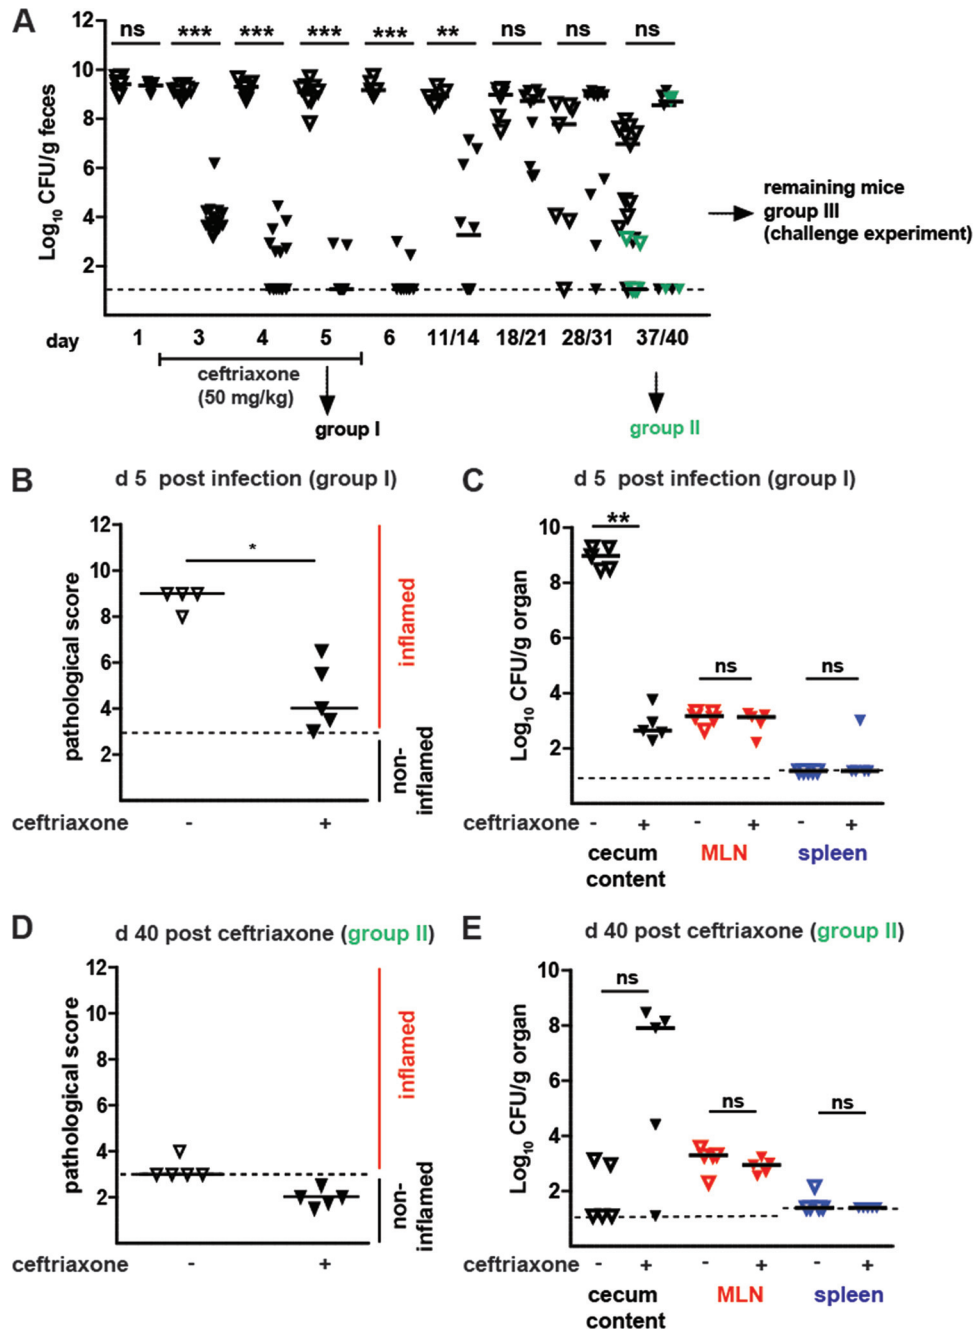 A
12
10
8
6
4
2
Log10 CFU/g feces
ns *** *** *** *** ** ns ns ns
remaining mice
group III
(challenge experiment)
day 1 3 4 5 6 11/14 18/21 28/31 37/40
ceftriaxone
(50 mg/kg)
group I
group II
B
d 5 post infection (group I)
12
10
8
6
4
2
pathological score
*
inflamed
non-
inflamed
ceftriaxone - +
C
d 5 post infection (group I)
10
8
6
4
2
Log10 CFU/g organ
** ns ns
ceftriaxone - + - + - +
cecum MLN spleen
content
D
d 40 post ceftriaxone (group II)
12
10
8
6
4
2
pathological score
inflamed
non-
inflamed
ceftriaxone - +
E
d 40 post ceftriaxone (group II)
10
8
6
4
2
Log10 CFU/g organ
ns ns ns
ceftriaxone - + - + - +
cecum MLN spleen
content